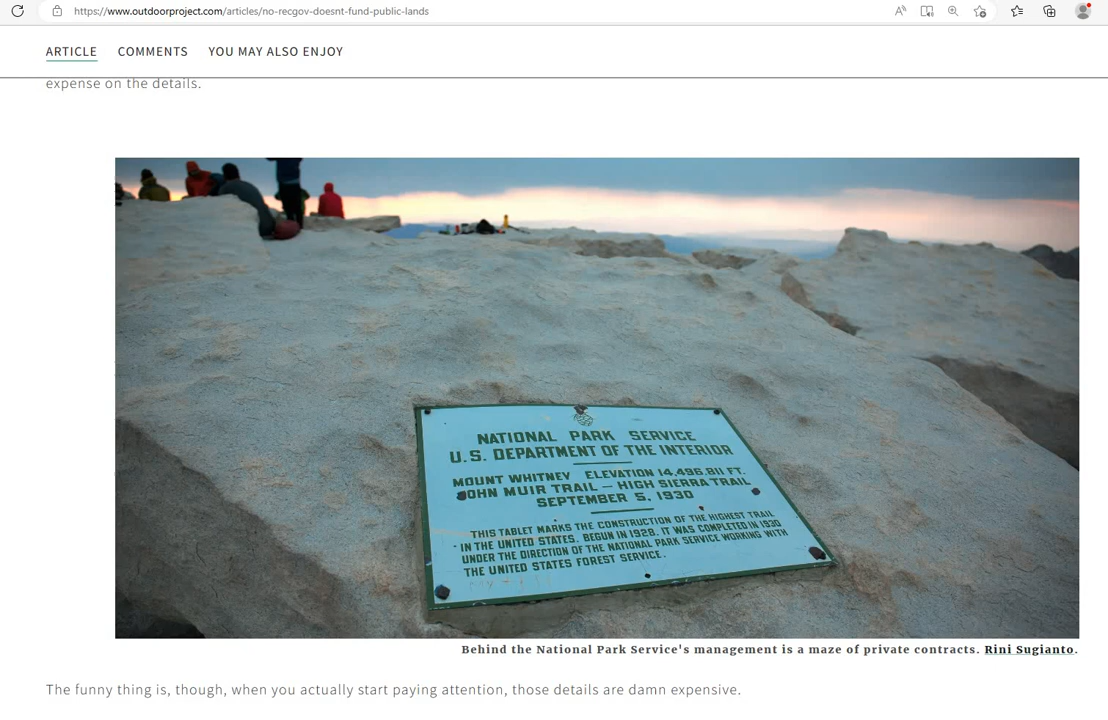 https://www.outdoorproject.com/articles/no-recgov-doesnt-fund-public-lands
ARTICLE COMMENTS YOU MAY ALSO ENJOY
expense on the details.
NATIONAL PARK SERVICE
U.S. DEPARTMENT OF THE INTERIOR
MOUNT WHITNEY ELEVATION 14,496.811 FT.
JOHN MUIR TRAIL — HIGH SIERRA TRAIL
SEPTEMBER 5, 1930
THIS TABLET MARKS THE CONSTRUCTION OF THE HIGHEST TRAIL
IN THE UNITED STATES. BEGUN IN 1928, IT WAS COMPLETED IN 1930
UNDER THE DIRECTION OF THE NATIONAL PARK SERVICE WORKING WITH
THE UNITED STATES FOREST SERVICE.
Behind the National Park Service's management is a maze of private contracts. Rini Sugianto.
The funny thing is, though, when you actually start paying attention, those details are damn expensive.